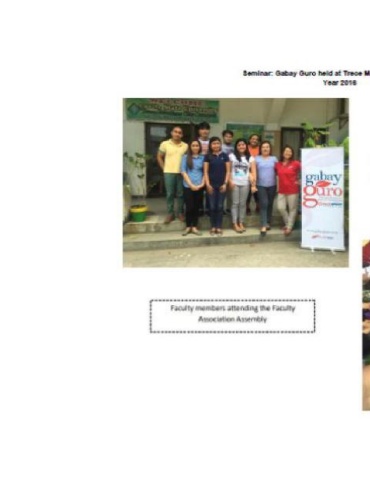 Seminar: Gabay Guro held at Trece M
Year 2016
gabay
guro
Faculty members attending the Faculty
Association Assembly